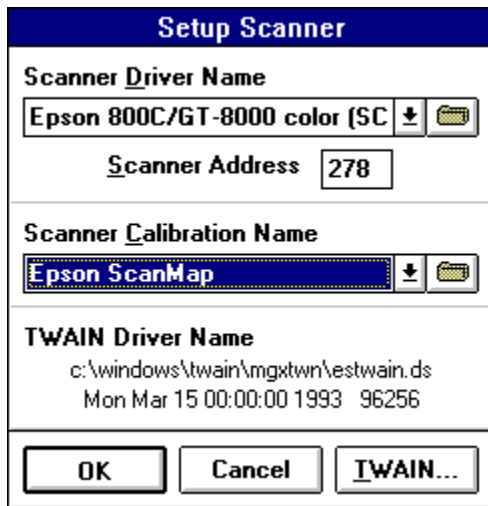 Setup Scanner
Scanner Driver Name
Epson 800C/GT-8000 color (SC
Scanner Address 278
Scanner Calibration Name
Epson ScanMap
TWAIN Driver Name
c:\windows\twain\mgxtwn\estwain.ds
Mon Mar 15 00:00:00 1993 96256
OK Cancel TWAIN...